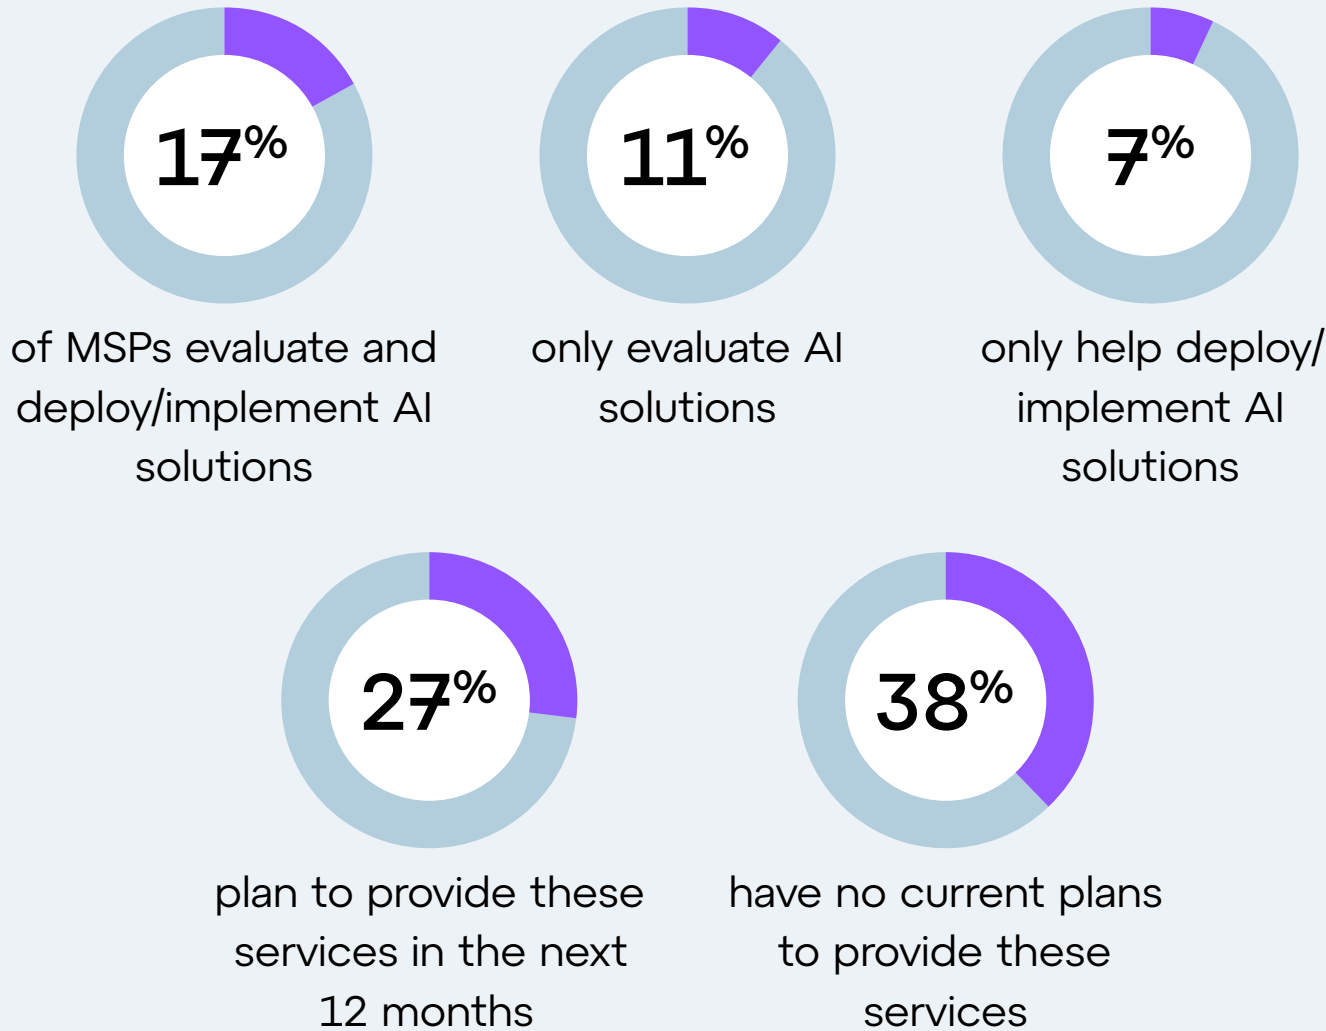 17%
11%
7%
of MSPs evaluate and
deploy/implement AI
solutions
only evaluate AI
solutions
only help deploy/
implement AI
solutions
27%
38%
plan to provide these
services in the next
12 months
have no current plans
to provide these
services